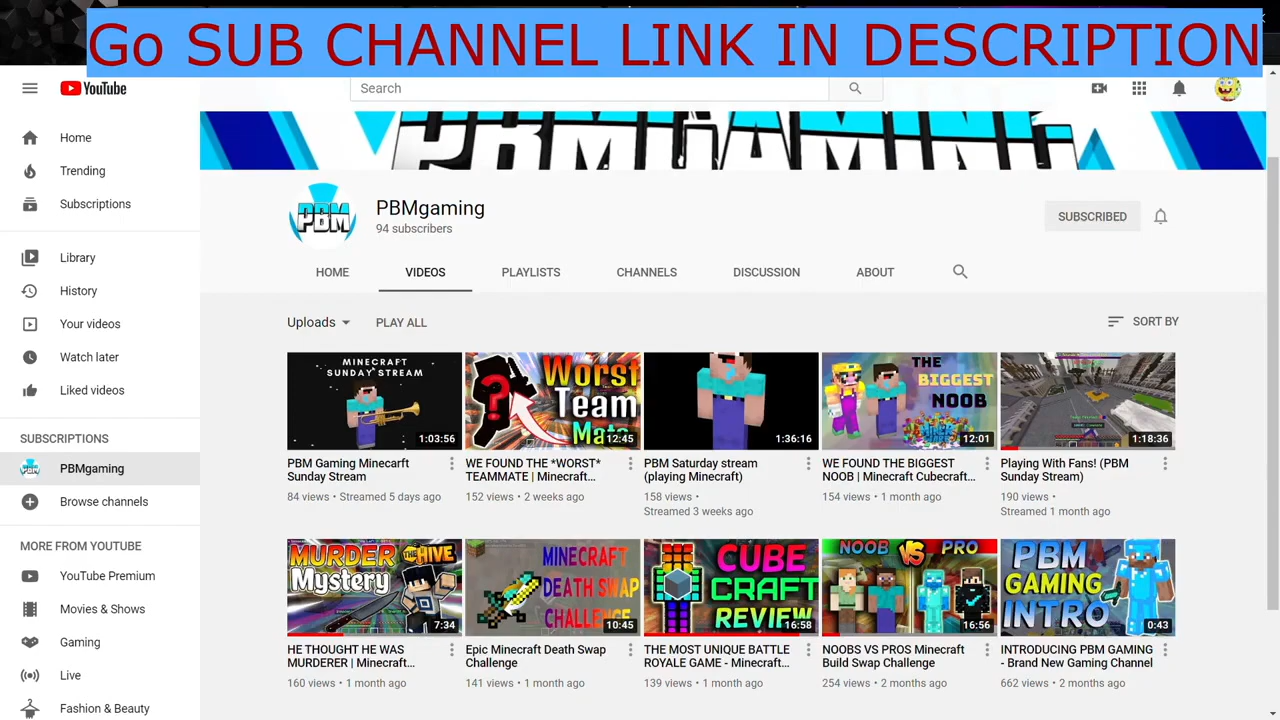 Go SUB CHANNEL LINK IN DESCRIPTION
YouTube
Search
Home
Trending
Subscriptions
Library
History
Your videos
Watch later
Liked videos
SUBSCRIPTIONS
PBMgaming
Browse channels
MORE FROM YOUTUBE
YouTube Premium
Movies & Shows
Gaming
Live
Fashion & Beauty
PBM GAMING
PBM
PBMgaming
94 subscribers
SUBSCRIBED
HOME VIDEOS PLAYLISTS CHANNELS DISCUSSION ABOUT
Uploads PLAY ALL
SORT BY
MINECRAFT
SUNDAY STREAM
1:03:56
PBM Gaming Minecarft
Sunday Stream
84 views • Streamed 5 days ago
Worst
Team
Mate
12:45
WE FOUND THE *WORST*
TEAMMATE | Minecraft...
152 views • 2 weeks ago
1:36:16
PBM Saturday stream
(playing Minecraft)
158 views •
Streamed 3 weeks ago
THE
BIGGEST
NOOB
12:01
WE FOUND THE BIGGEST
NOOB | Minecraft Cubecraft...
154 views • 1 month ago
1:18:36
Playing With Fans! (PBM
Sunday Stream)
190 views •
Streamed 1 month ago
MURDER THE HIVE
Mystery
7:34
HE THOUGHT HE WAS
MURDERER | Minecraft...
160 views • 1 month ago
MINECRAFT
DEATH SWAP
CHALLENGE
10:45
Epic Minecraft Death Swap
Challenge
141 views • 1 month ago
CUBE
CRAFT
REVIEW
16:58
THE MOST UNIQUE BATTLE
ROYALE GAME - Minecraft...
139 views • 1 month ago
NOOB VS PRO
16:56
NOOBS VS PROS Minecraft
Build Swap Challenge
254 views • 2 months ago
PBM
GAMING
INTRO
0:43
INTRODUCING PBM GAMING
- Brand New Gaming Channel
662 views • 2 months ago